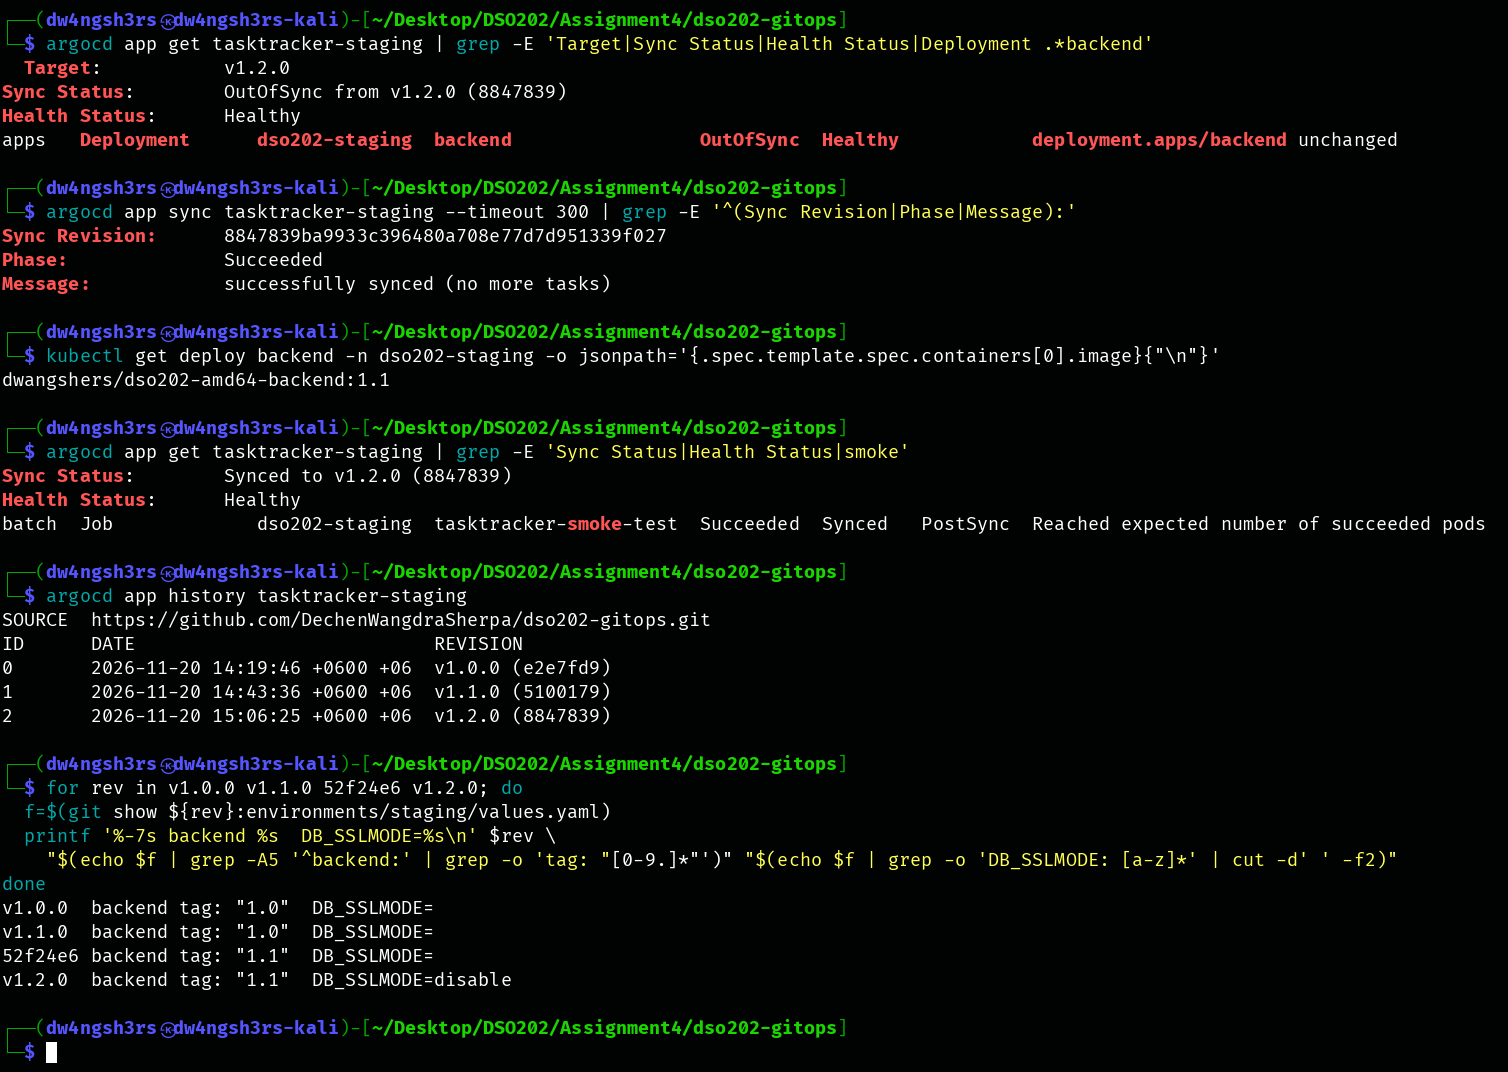 ┌──(dw4ngsh3rs㉿dw4ngsh3rs-kali)-[~/Desktop/DSO202/Assignment4/dso202-gitops]
└─$ argocd app get tasktracker-staging | grep -E 'Target|Sync Status|Health Status|Deployment .*backend'
  Target:           v1.2.0
Sync Status:        OutOfSync from v1.2.0 (8847839)
Health Status:      Healthy
apps   Deployment      dso202-staging  backend                 OutOfSync  Healthy            deployment.apps/backend unchanged
┌──(dw4ngsh3rs㉿dw4ngsh3rs-kali)-[~/Desktop/DSO202/Assignment4/dso202-gitops]
└─$ argocd app sync tasktracker-staging --timeout 300 | grep -E '^(Sync Revision|Phase|Message):'
Sync Revision:      8847839ba9933c396480a708e77d7d951339f027
Phase:              Succeeded
Message:            successfully synced (no more tasks)
┌──(dw4ngsh3rs㉿dw4ngsh3rs-kali)-[~/Desktop/DSO202/Assignment4/dso202-gitops]
└─$ kubectl get deploy backend -n dso202-staging -o jsonpath='{.spec.template.spec.containers[0].image}{"\n"}'
dwangshers/dso202-amd64-backend:1.1
┌──(dw4ngsh3rs㉿dw4ngsh3rs-kali)-[~/Desktop/DSO202/Assignment4/dso202-gitops]
└─$ argocd app get tasktracker-staging | grep -E 'Sync Status|Health Status|smoke'
Sync Status:        Synced to v1.2.0 (8847839)
Health Status:      Healthy
batch  Job             dso202-staging  tasktracker-smoke-test  Succeeded  Synced   PostSync  Reached expected number of succeeded pods
┌──(dw4ngsh3rs㉿dw4ngsh3rs-kali)-[~/Desktop/DSO202/Assignment4/dso202-gitops]
└─$ argocd app history tasktracker-staging
SOURCE  https://github.com/DechenWangdraSherpa/dso202-gitops.git
ID      DATE                           REVISION
0       2026-11-20 14:19:46 +0600 +06  v1.0.0 (e2e7fd9)
1       2026-11-20 14:43:36 +0600 +06  v1.1.0 (5100179)
2       2026-11-20 15:06:25 +0600 +06  v1.2.0 (8847839)
┌──(dw4ngsh3rs㉿dw4ngsh3rs-kali)-[~/Desktop/DSO202/Assignment4/dso202-gitops]
└─$ for rev in v1.0.0 v1.1.0 52f24e6 v1.2.0; do
  f=$(git show ${rev}:environments/staging/values.yaml)
  printf '%-7s backend %s  DB_SSLMODE=%s\n' $rev \
    "$(echo $f | grep -A5 '^backend:' | grep -o 'tag: "[0-9.]*"')" "$(echo $f | grep -o 'DB_SSLMODE: [a-z]*' | cut -d' ' -f2)"
done
v1.0.0  backend tag: "1.0"  DB_SSLMODE=
v1.1.0  backend tag: "1.0"  DB_SSLMODE=
52f24e6 backend tag: "1.1"  DB_SSLMODE=
v1.2.0  backend tag: "1.1"  DB_SSLMODE=disable
┌──(dw4ngsh3rs㉿dw4ngsh3rs-kali)-[~/Desktop/DSO202/Assignment4/dso202-gitops]
└─$